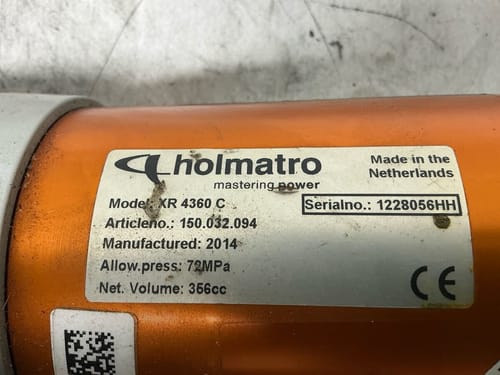 holmatro
mastering power
Made in the
Netherlands
Model: XR 4360 C
Serialno.: 1228056HH
Articleno.: 150.032.094
Manufactured: 2014
Allow.press: 72MPa
Net. Volume: 356cc
CE